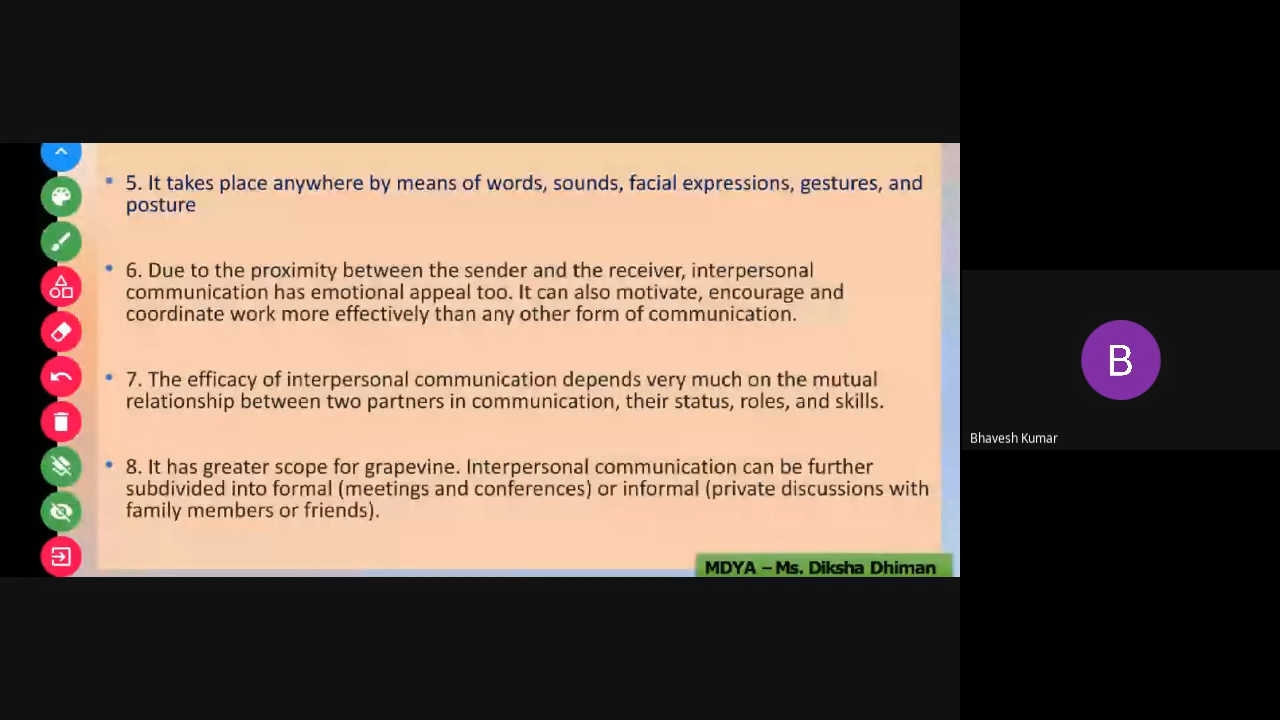 5. It takes place anywhere by means of words, sounds, facial expressions, gestures, and
posture
6. Due to the proximity between the sender and the receiver, interpersonal
communication has emotional appeal too. It can also motivate, encourage and
coordinate work more effectively than any other form of communication.
7. The efficacy of interpersonal communication depends very much on the mutual
relationship between two partners in communication, their status, roles, and skills.
8. It has greater scope for grapevine. Interpersonal communication can be further
subdivided into formal (meetings and conferences) or informal (private discussions with
family members or friends).
MDYA – Ms. Diksha Dhiman
B
Bhavesh Kumar